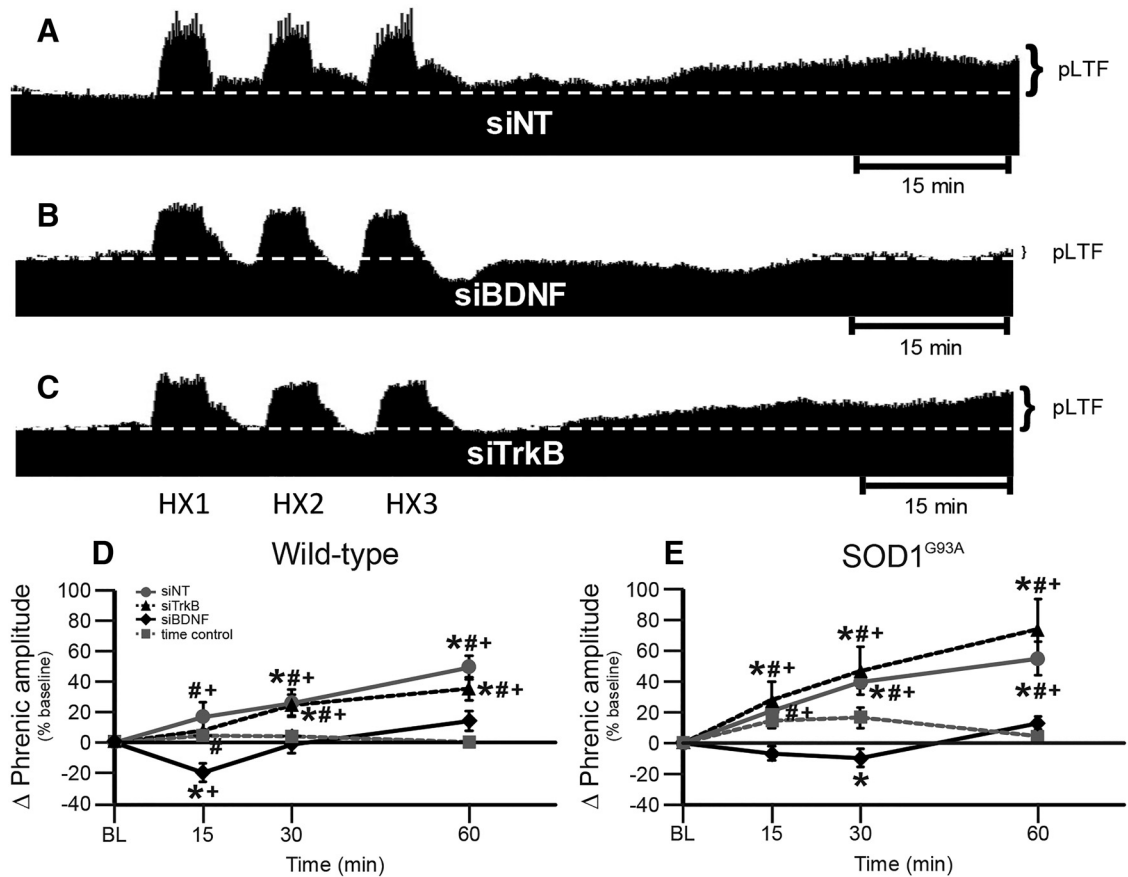 A
pLTF
siNT
15 min
B
pLTF
siBDNF
15 min
C
pLTF
siTrkB
HX1 HX2 HX3 15 min
D Wild-type
siNT
siTrkB
siBDNF
time control
Δ Phrenic amplitude
(% baseline)
100
80
60
40
20
0
-20
-40
#+
#
*+
*#+
*#+
*#+
*#+
BL 15 30 60
Time (min)
E SOD1G93A
Δ Phrenic amplitude
(% baseline)
100
80
60
40
20
0
-20
-40
*#+
#+
*#+
*#+
*
*#+
*#+
BL 15 30 60
Time (min)